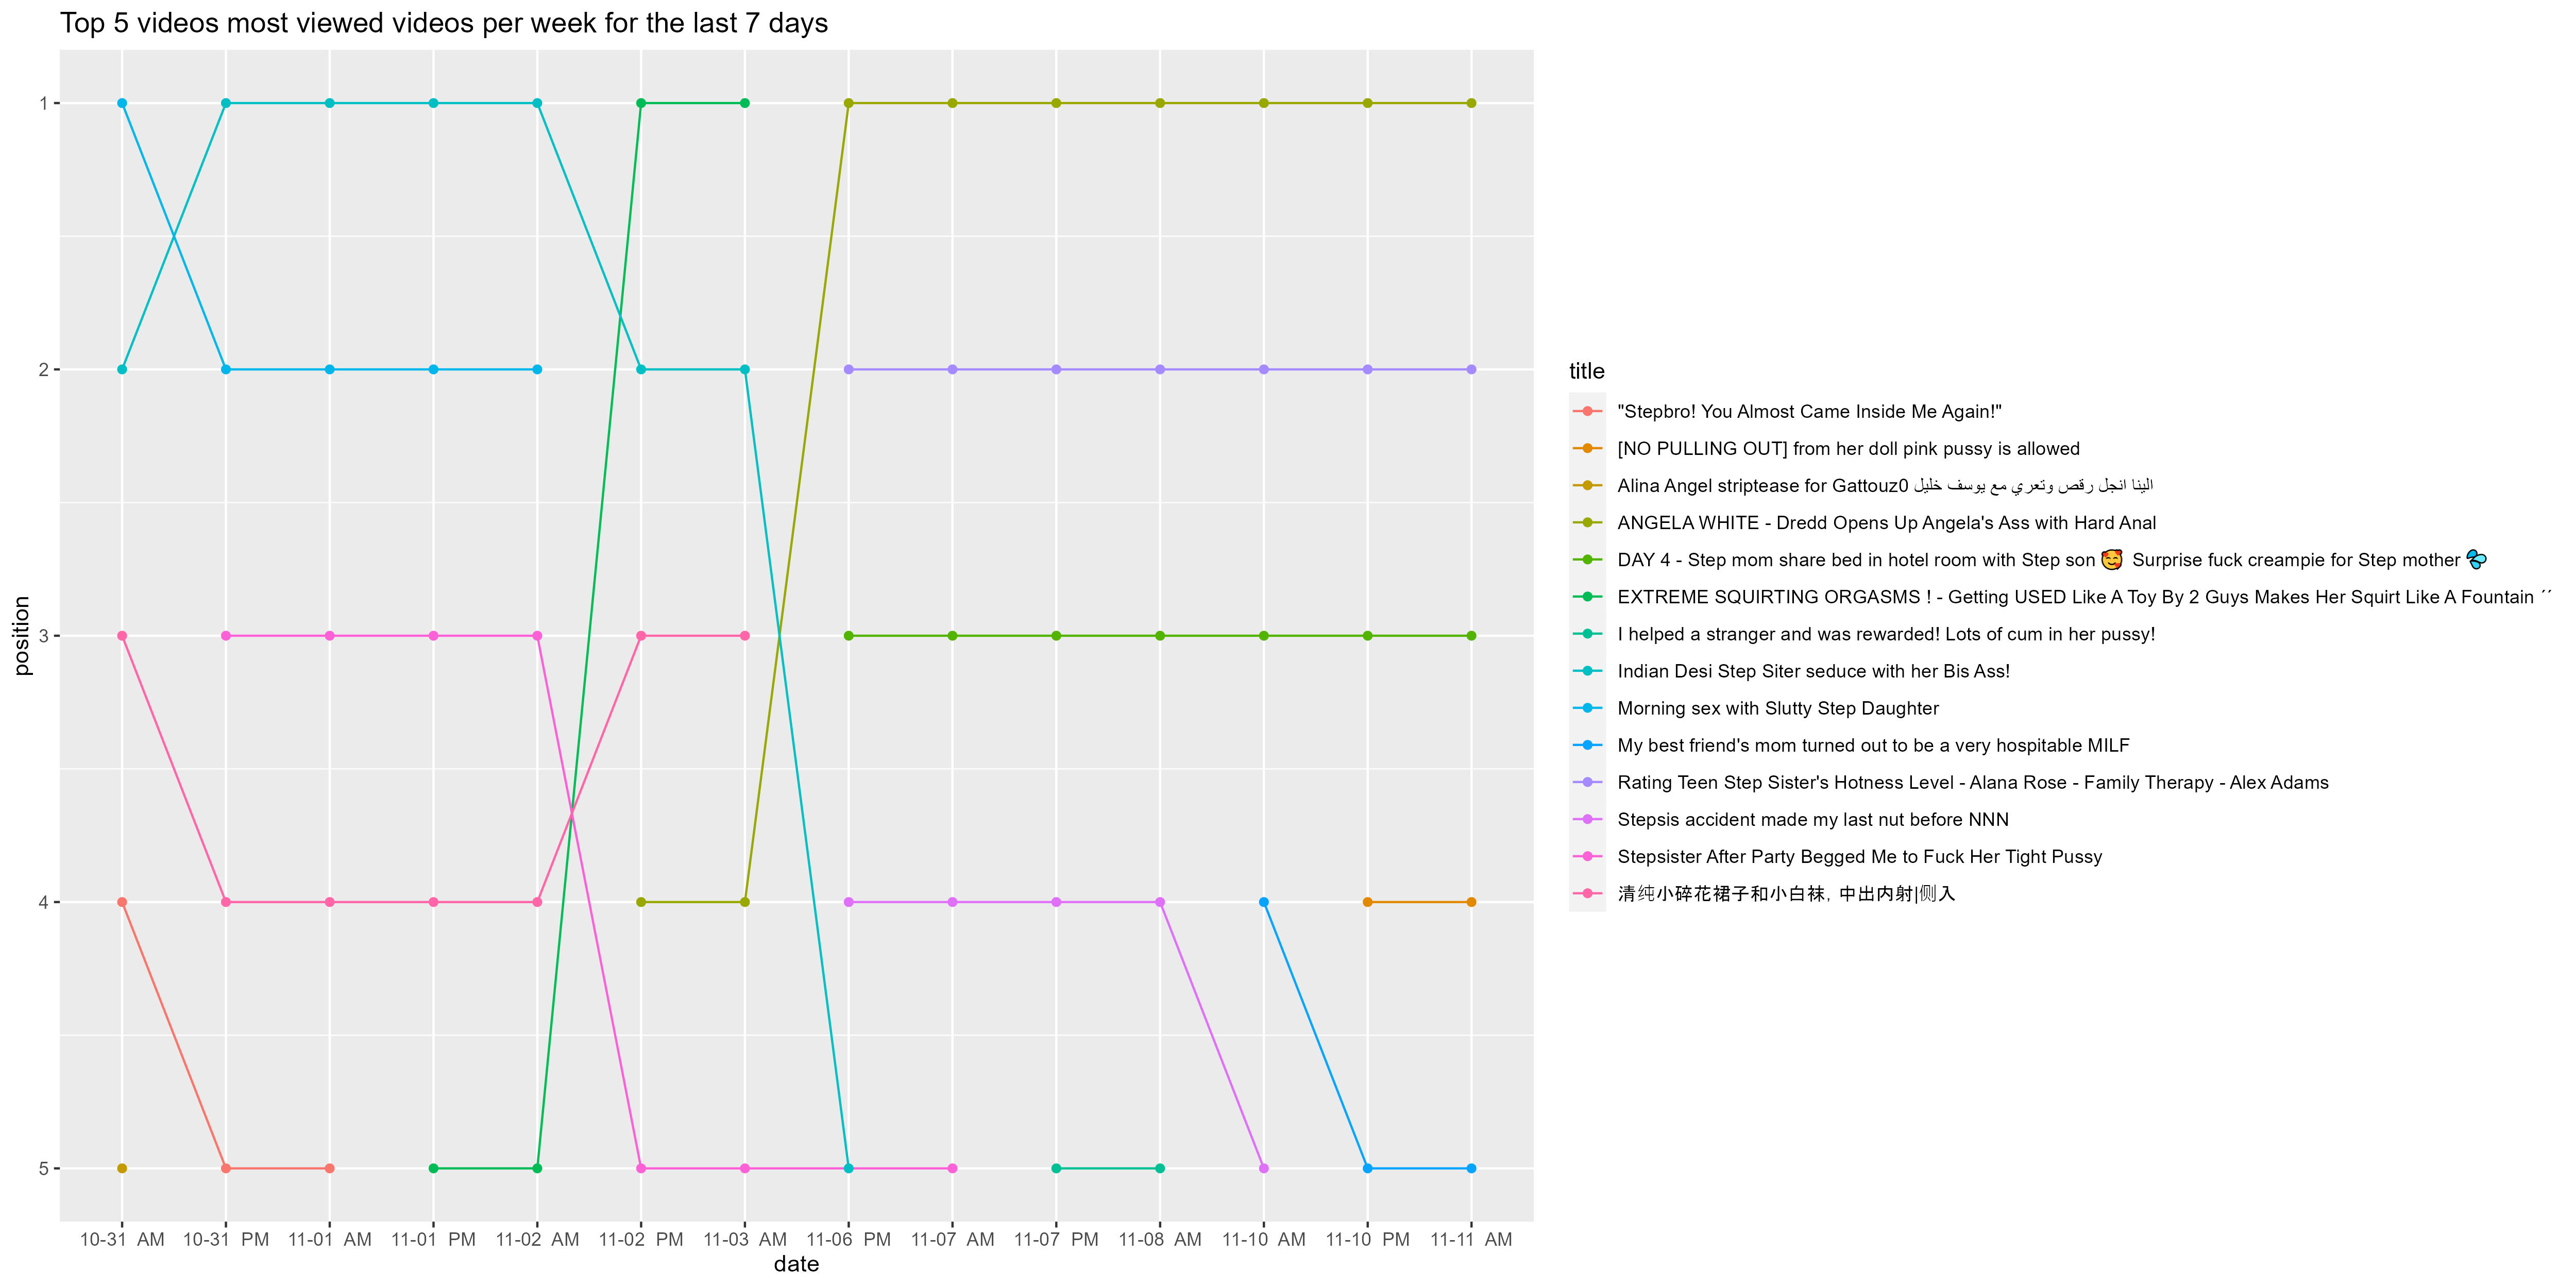 Top 5 videos most viewed videos per week for the last 7 days
position
1
2
3
4
5
10-31 AM
10-31 PM
11-01 AM
11-01 PM
11-02 AM
11-02 PM
11-03 AM
11-06 PM
11-07 AM
11-07 PM
11-08 AM
11-10 AM
11-10 PM
11-11 AM
date
title
"Stepbro! You Almost Came Inside Me Again!"
[NO PULLING OUT] from her doll pink pussy is allowed
Alina Angel striptease for Gattouz0 الينا انجل رقص وتعري مع يوسف خليل
ANGELA WHITE - Dredd Opens Up Angela's Ass with Hard Anal
DAY 4 - Step mom share bed in hotel room with Step son 🥰 Surprise fuck creampie for Step mother 💦
EXTREME SQUIRTING ORGASMS ! - Getting USED Like A Toy By 2 Guys Makes Her Squirt Like A Fountain ´´
I helped a stranger and was rewarded! Lots of cum in her pussy!
Indian Desi Step Siter seduce with her Bis Ass!
Morning sex with Slutty Step Daughter
My best friend's mom turned out to be a very hospitable MILF
Rating Teen Step Sister's Hotness Level - Alana Rose - Family Therapy - Alex Adams
Stepsis accident made my last nut before NNN
Stepsister After Party Begged Me to Fuck Her Tight Pussy
清纯小碎花裙子和小白袜, 中出内射|侧入